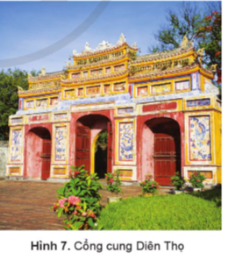 Hình 7. Cổng cung Diên Thọ